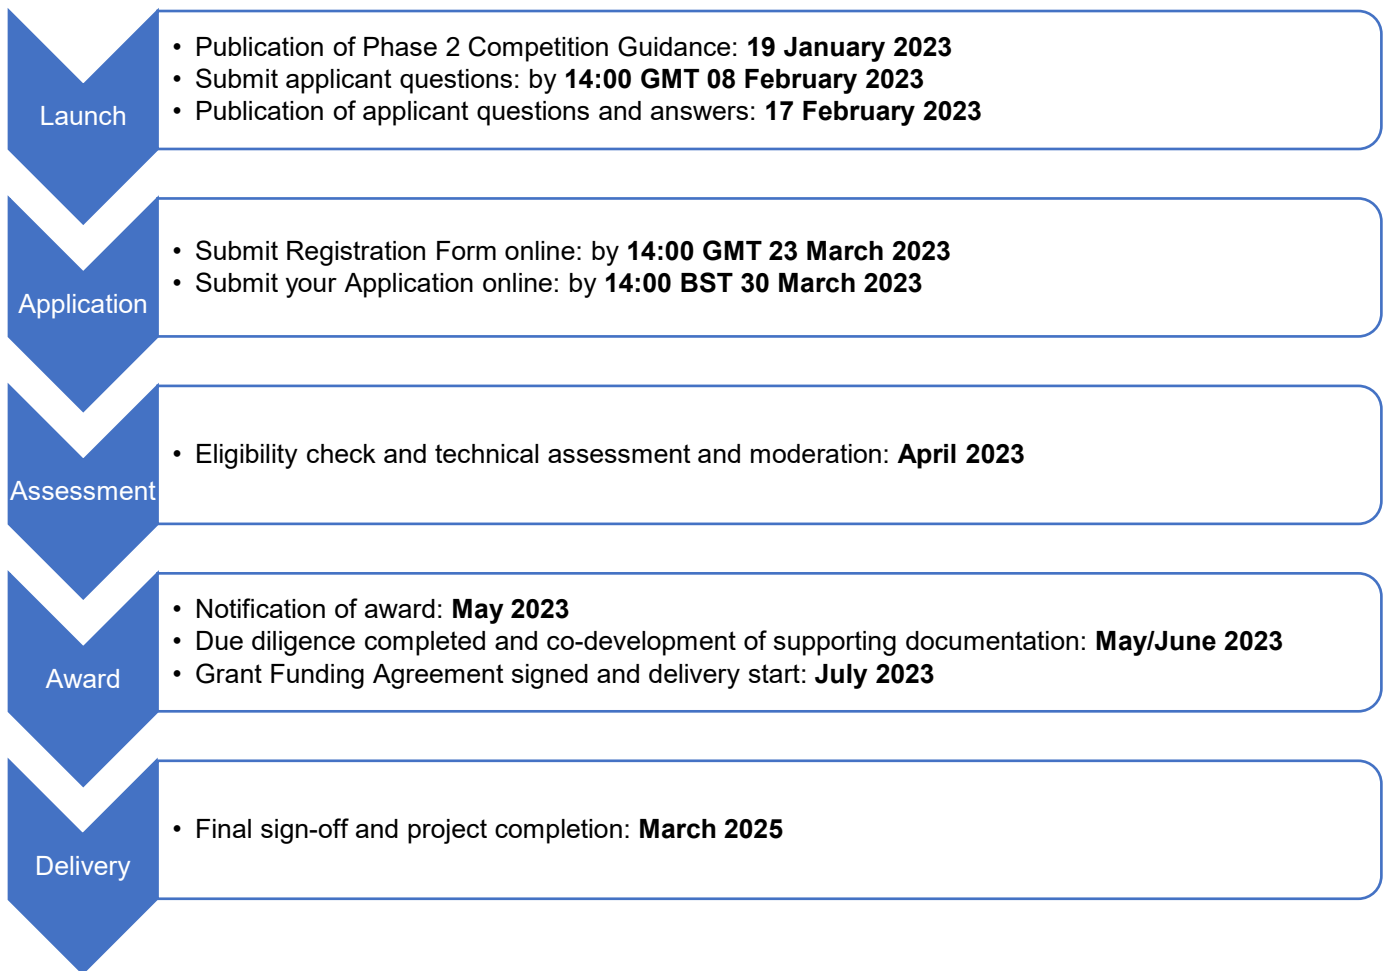 Launch
• Publication of Phase 2 Competition Guidance: 19 January 2023
• Submit applicant questions: by 14:00 GMT 08 February 2023
• Publication of applicant questions and answers: 17 February 2023
Application
• Submit Registration Form online: by 14:00 GMT 23 March 2023
• Submit your Application online: by 14:00 BST 30 March 2023
Assessment
• Eligibility check and technical assessment and moderation: April 2023
Award
• Notification of award: May 2023
• Due diligence completed and co-development of supporting documentation: May/June 2023
• Grant Funding Agreement signed and delivery start: July 2023
Delivery
• Final sign-off and project completion: March 2025